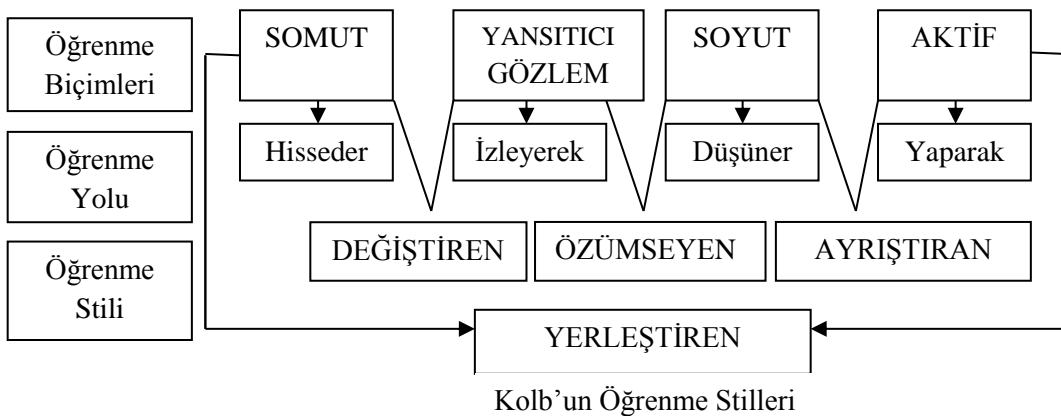 Öğrenme
Biçimleri
SOMUT
YANSITICI
GÖZLEM
SOYUT
AKTİF
Öğrenme
Yolu
Hisseder
İzleyerek
Düşüner
Yaparak
Öğrenme
Stili
DEĞİŞTİREN
ÖZÜMSEYEN
AYRIŞTIRAN
YERLEŞTİREN
Kolb’un Öğrenme Stilleri